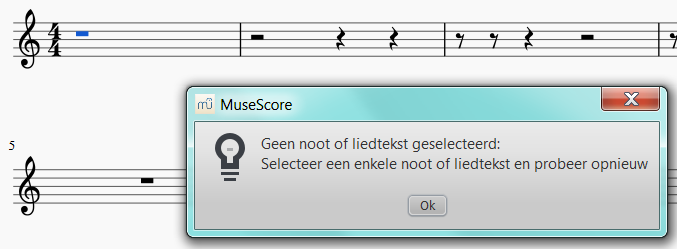 MuseScore
Geen noot of liedtekst geselecteerd:
Selecteer een enkele noot of liedtekst en probeer opnieuw
5
Ok